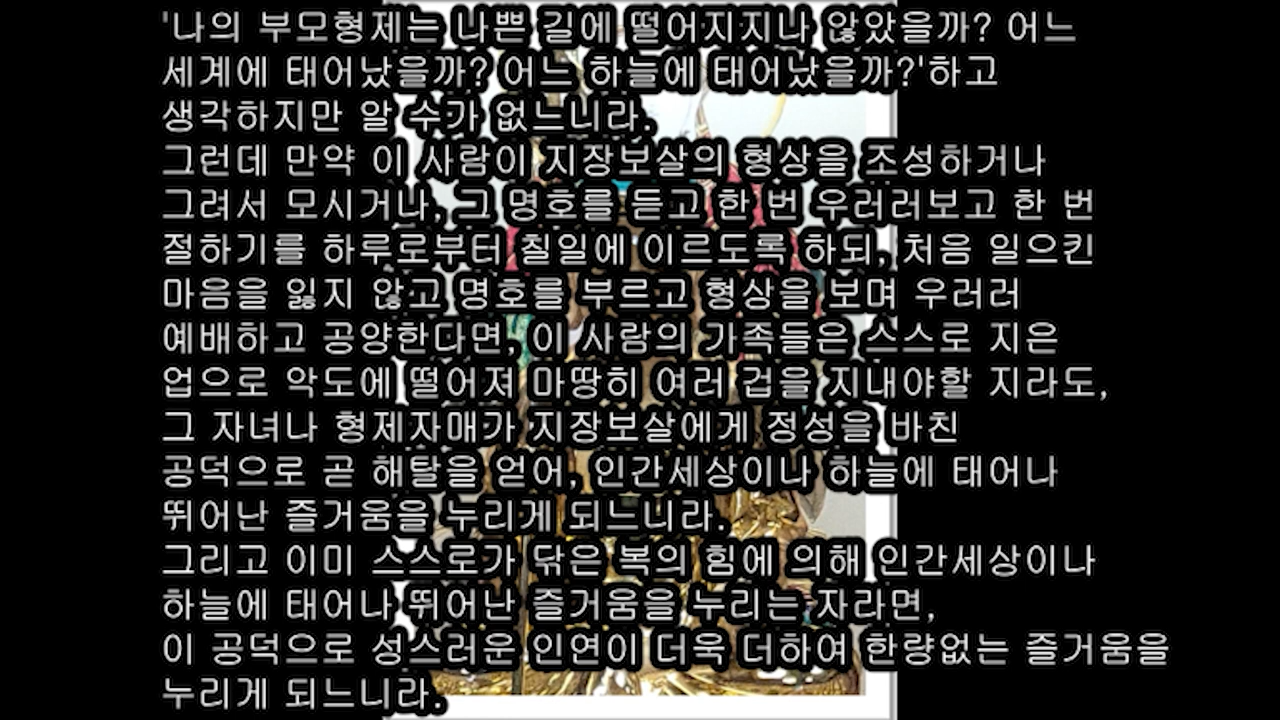 '나의 부모형제는 나쁜 길에 떨어지지나 않았을까? 어느
세계에 태어났을까? 어느 하늘에 태어났을까?'하고
생각하지만 알 수가 없느니라.
그런데 만약 이 사람이 지장보살의 형상을 조성하거나
그려서 모시거나, 그 명호를 듣고 한 번 우러러보고 한 번
절하기를 하루로부터 칠일에 이르도록 하되, 처음 일으킨
마음을 잃지 않고 명호를 부르고 형상을 보며 우러러
예배하고 공양한다면, 이 사람의 가족들은 스스로 지은
업으로 악도에 떨어져 마땅히 여러 겁을 지내야할 지라도,
그 자녀나 형제자매가 지장보살에게 정성을 바친
공덕으로 곧 해탈을 얻어, 인간세상이나 하늘에 태어나
뛰어난 즐거움을 누리게 되느니라.
그리고 이미 스스로가 닦은 복의 힘에 의해 인간세상이나
하늘에 태어나 뛰어난 즐거움을 누리는 자라면,
이 공덕으로 성스러운 인연이 더욱 더하여 한량없는 즐거움을
누리게 되느니라.